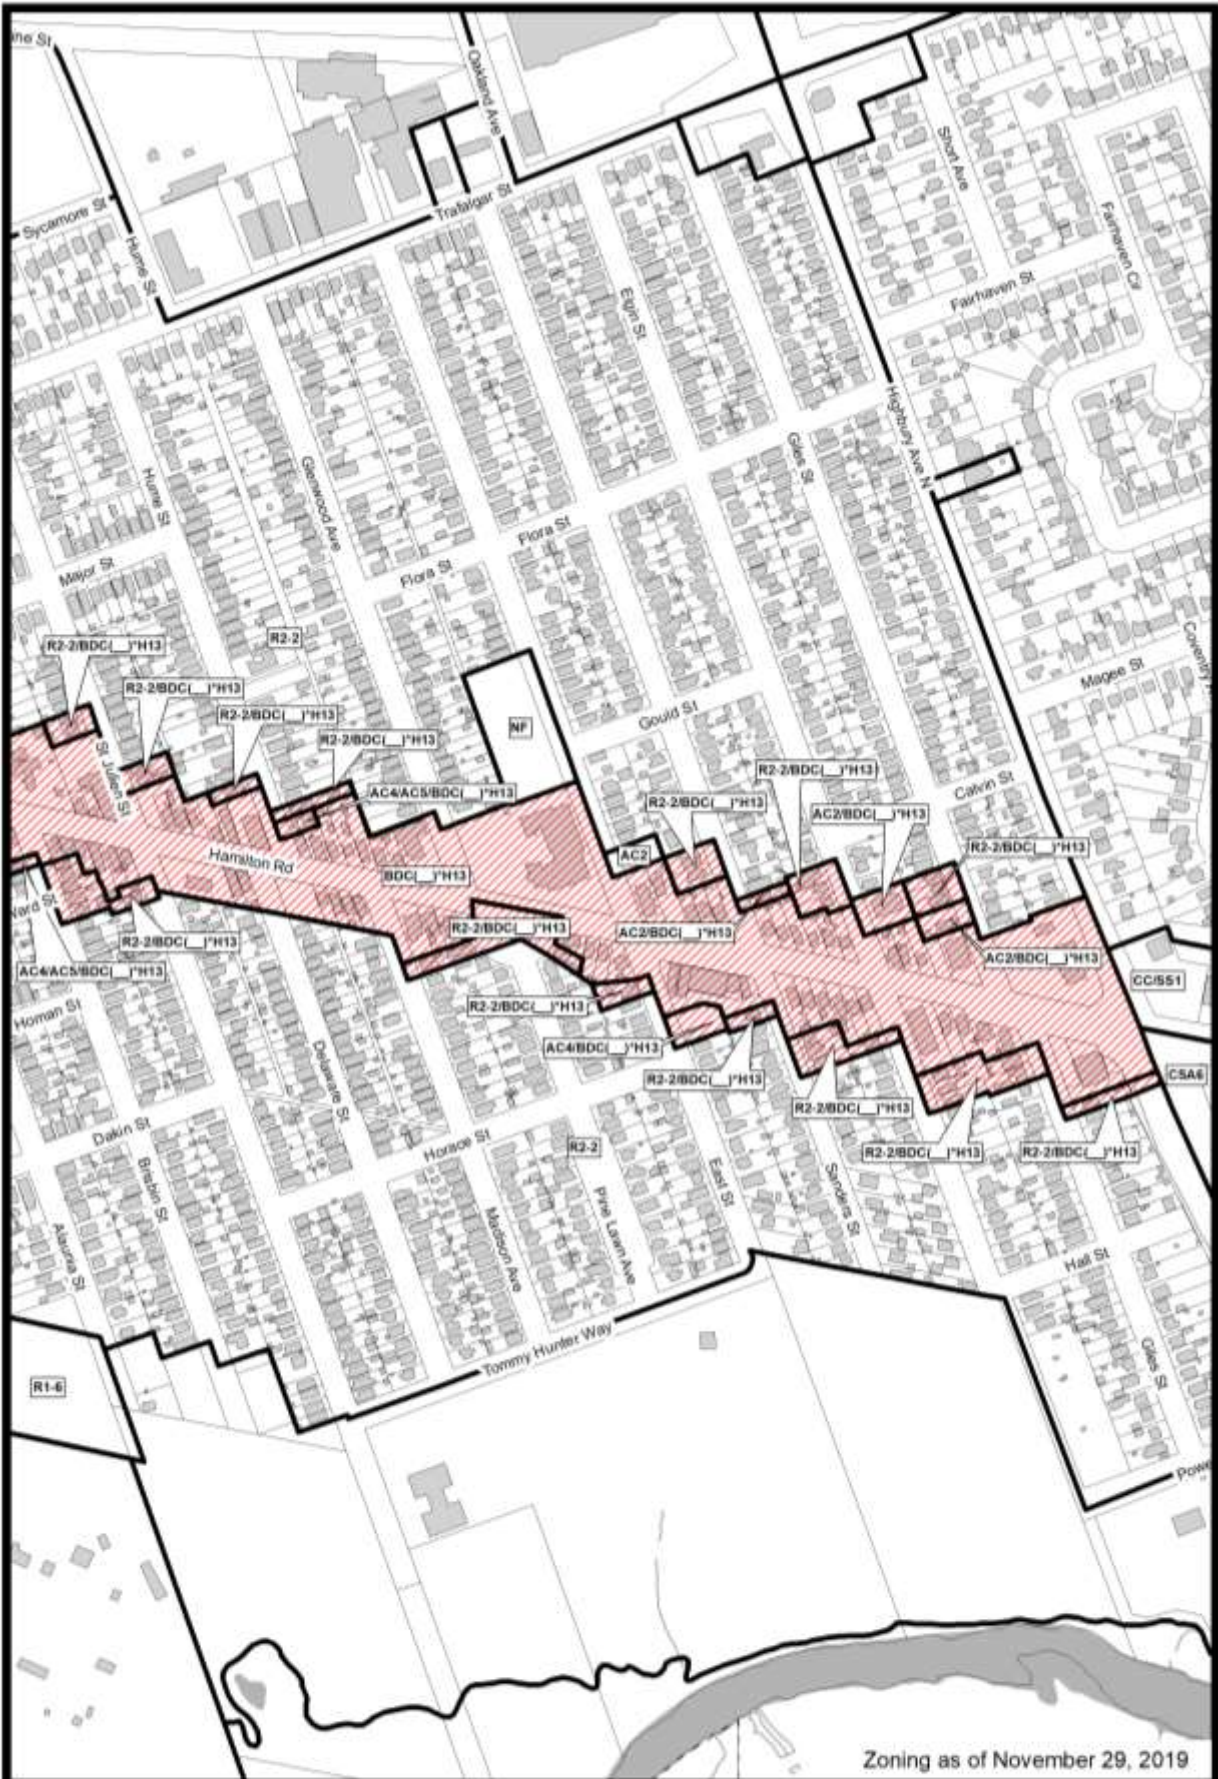 ine St
Oakland Ave
Short Ave
Sycamore St
Trafalgar St
Hume St
Fairhaven Cir
Fairhaven St
Elgin St
Highbury Ave N
Giles St
Glenwood Ave
Hume St
Flora St
Major St
Flora St
Coventry
R2-2
R2-2/BDC(__)*H13
Magee St
R2-2/BDC(__)*H13
Gould St
R2-2/BDC(__)*H13
NF
R2-2/BDC(__)*H13
St Julien St
R2-2/BDC(__)*H13
Calvin St
AC4/AC5/BDC(__)*H13
R2-2/BDC(__)*H13
AC2/BDC(__)*H13
R2-2/BDC(__)*H13
AC2
Hamilton Rd
BDC(__)*H13
Ward St
R2-2/BDC(__)*H13
AC2/BDC(__)*H13
R2-2/BDC(__)*H13
AC2/BDC(__)*H13
AC4/AC5/BDC(__)*H13
CC/SS1
R2-2/BDC(__)*H13
Homan St
AC4/BDC(__)*H13
CSA6
Delaware St
R2-2/BDC(__)*H13
R2-2/BDC(__)*H13
Dakin St
Horace St
R2-2
R2-2/BDC(__)*H13
R2-2/BDC(__)*H13
Babin St
East St
Sanders St
Pine Lawn Ave
Madison Ave
Alaunia St
Hall St
Tommy Hunter Way
Giles St
R1-6
Powe
Zoning as of November 29, 2019